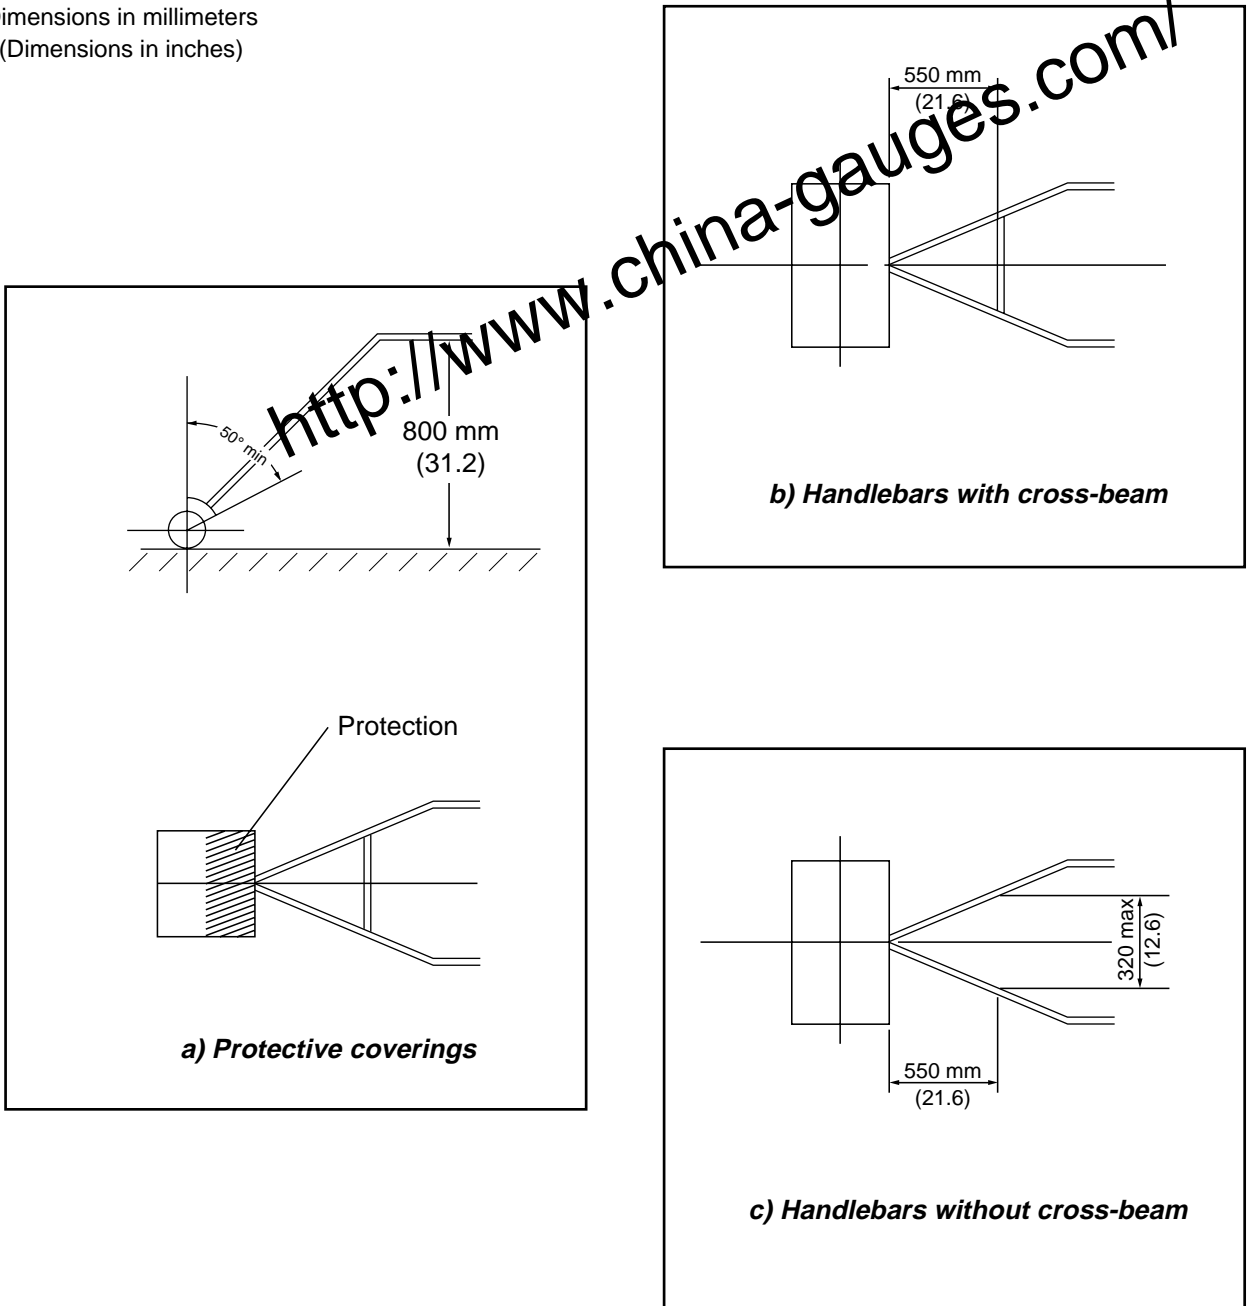 Dimensions in millimeters
(Dimensions in inches)
http://www.china-gauges.com/
50° min
800 mm
(31.2)
Protection
a) Protective coverings
550 mm
(21.6)
b) Handlebars with cross-beam
320 max
(12.6)
550 mm
(21.6)
c) Handlebars without cross-beam